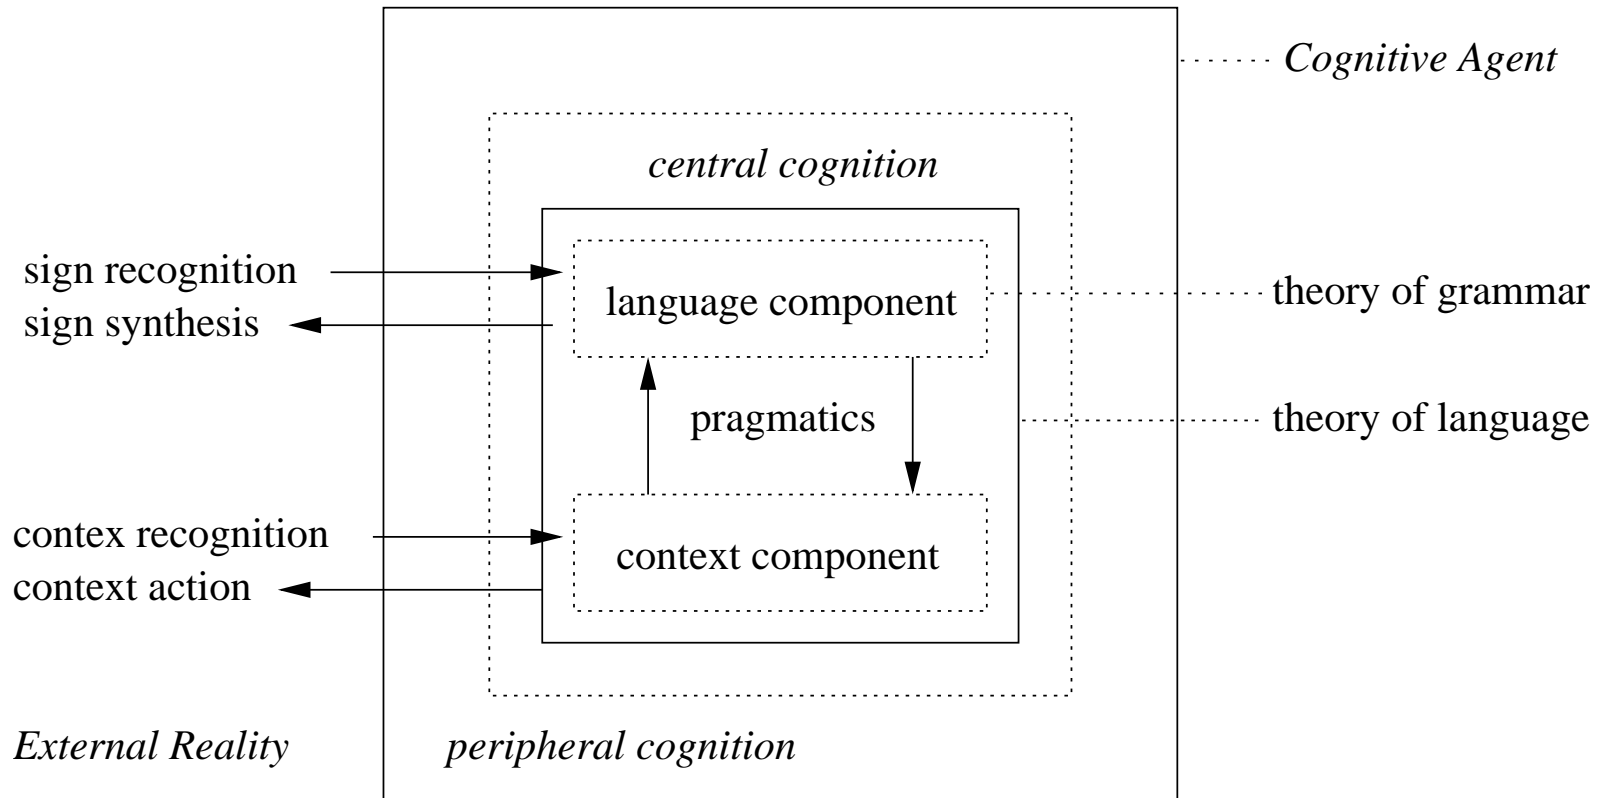 Cognitive Agent
central cognition
sign recognition
sign synthesis
language component
theory of grammar
pragmatics
theory of language
contex recognition
context action
context component
External Reality
peripheral cognition